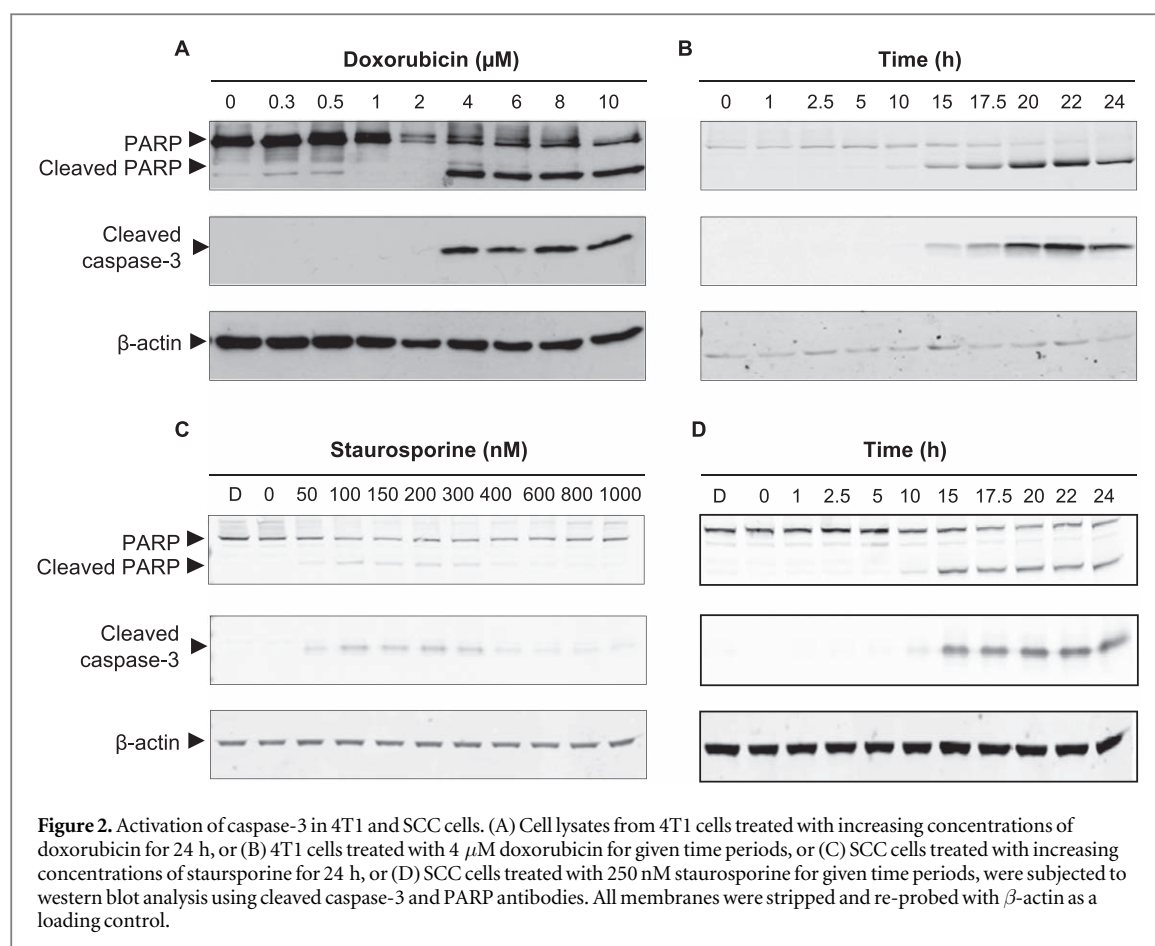 A
Doxorubicin (µM)
0 0.3 0.5 1 2 4 6 8 10
PARP
Cleaved PARP
Cleaved
caspase-3
β-actin
B
Time (h)
0 1 2.5 5 10 15 17.5 20 22 24
C
Staurosporine (nM)
D 0 50 100 150 200 300 400 600 800 1000
PARP
Cleaved PARP
Cleaved
caspase-3
β-actin
D
Time (h)
D 0 1 2.5 5 10 15 17.5 20 22 24
Figure 2. Activation of caspase-3 in 4T1 and SCC cells. (A) Cell lysates from 4T1 cells treated with increasing concentrations of
doxorubicin for 24 h, or (B) 4T1 cells treated with 4 µM doxorubicin for given time periods, or (C) SCC cells treated with increasing
concentrations of staursporine for 24 h, or (D) SCC cells treated with 250 nM staurosporine for given time periods, were subjected to
western blot analysis using cleaved caspase-3 and PARP antibodies. All membranes were stripped and re-probed with β-actin as a
loading control.